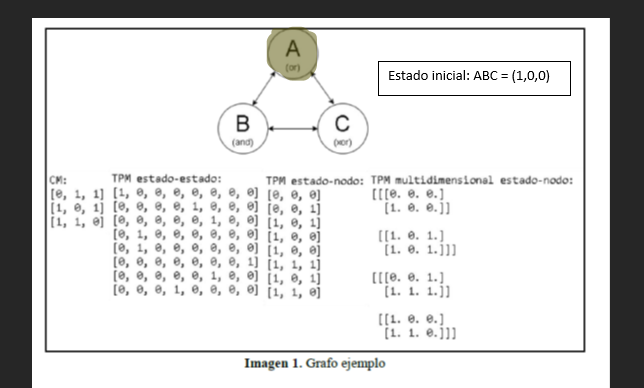 A
(or)
Estado inicial: ABC = (1,0,0)
B
(and)
C
(xor)
CM:
[0, 1, 1]
[1, 0, 1]
[1, 1, 0]
TPM estado-estado:
[1, 0, 0, 0, 0, 0, 0, 0]
[0, 0, 0, 0, 1, 0, 0, 0]
[0, 0, 0, 0, 0, 1, 0, 0]
[0, 1, 0, 0, 0, 0, 0, 0]
[0, 1, 0, 0, 0, 0, 0, 0]
[0, 0, 0, 0, 0, 0, 0, 1]
[0, 0, 0, 0, 0, 1, 0, 0]
[0, 0, 0, 1, 0, 0, 0, 0]
TPM estado-nodo:
[0, 0, 0]
[0, 0, 1]
[1, 0, 1]
[1, 0, 0]
[1, 0, 0]
[1, 1, 1]
[1, 0, 1]
[1, 1, 0]
TPM multidimensional estado-nodo:
[[[0. 0. 0.]
[1. 0. 0.]]
[[1. 0. 1.]
[1. 0. 1.]]]
[[[0. 0. 1.]
[1. 1. 1.]]
[[1. 0. 0.]
[1. 1. 0.]]]
Imagen 1. Grafo ejemplo